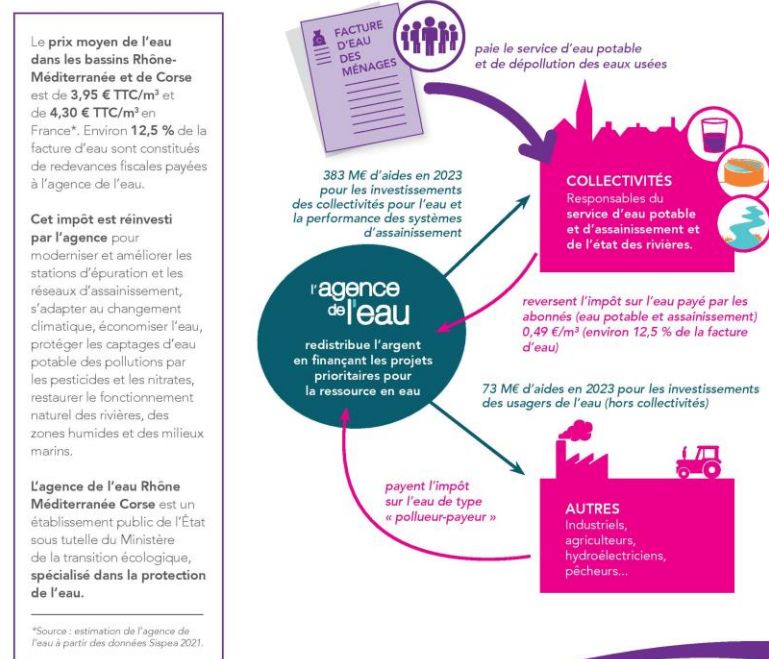 Le prix moyen de l'eau
dans les bassins Rhône-
Méditerranée et de Corse
est de 3,95 € TTC/m³ et
de 4,30 € TTC/m³ en
France*. Environ 12,5 % de la
facture d'eau sont constitués
de redevances fiscales payées
à l'agence de l'eau.
Cet impôt est réinvesti
par l'agence pour
moderniser et améliorer les
stations d'épuration et les
réseaux d'assainissement,
s'adapter au changement
climatique, économiser l'eau,
protéger les captages d'eau
potable des pollutions par
les pesticides et les nitrates,
restaurer le fonctionnement
naturel des rivières, des
zones humides et des milieux
marins.
L'agence de l'eau Rhône
Méditerranée Corse est un
établissement public de l'État
sous tutelle du Ministère
de la transition écologique,
spécialisé dans la protection
de l'eau.
*Source : estimation de l'agence de
l'eau à partir des données Sispea 2021.
FACTURE
D'EAU
DES
MÉNAGES
paie le service d'eau potable
et de dépollution des eaux usées
383 M€ d'aides en 2023
pour les investissements
des collectivités pour l'eau et
la performance des systèmes
d'assainissement
COLLECTIVITÉS
Responsables du
service d'eau potable
et d'assainissement et
de l'état des rivières.
l'agence
de l'eau
redistribue l'argent
en finançant les projets
prioritaires pour
la ressource en eau
reversent l'impôt sur l'eau payé par les
abonnés (eau potable et assainissement)
0,49 €/m³ (environ 12,5 % de la facture
d'eau)
73 M€ d'aides en 2023 pour les investissements
des usagers de l'eau (hors collectivités)
payent l'impôt
sur l'eau de type
« pollueur-payeur »
AUTRES
Industriels,
agriculteurs,
hydroélectriciens,
pêcheurs...